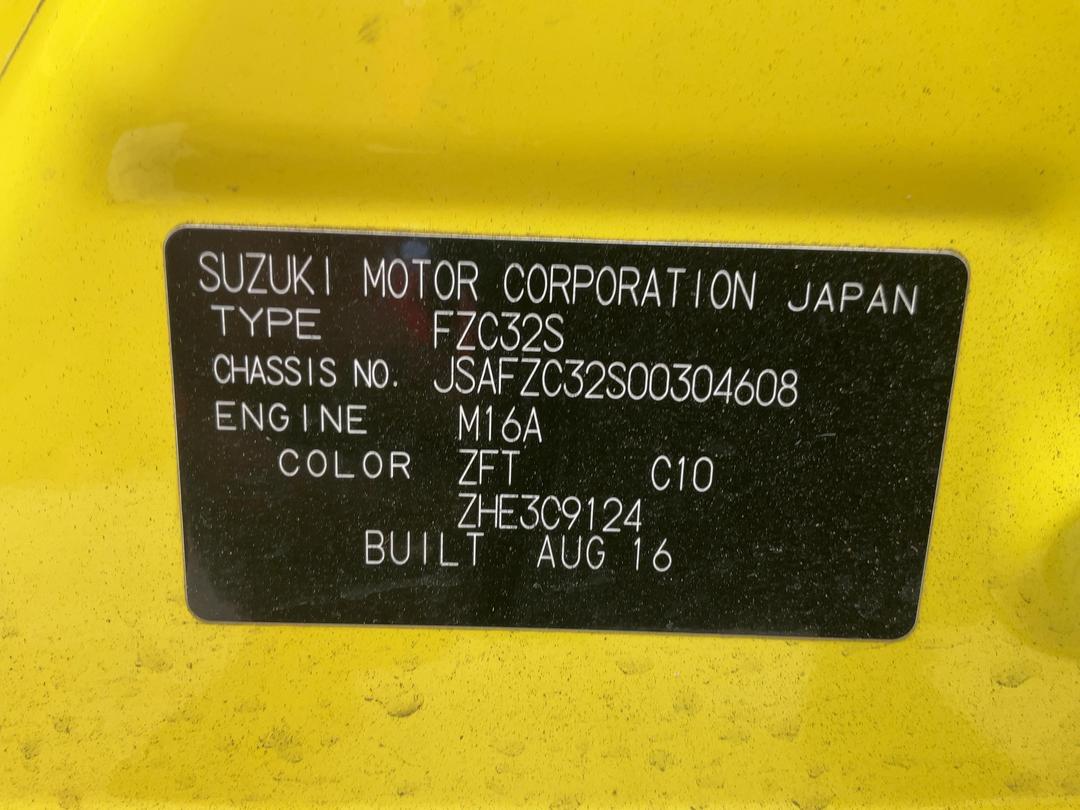 SUZUKI MOTOR CORPORATION JAPAN
TYPE FZC32S
CHASSIS NO. JSAFZC32S00304608
ENGINE M16A
COLOR ZFT C10
ZHE3C9124
BUILT AUG 16